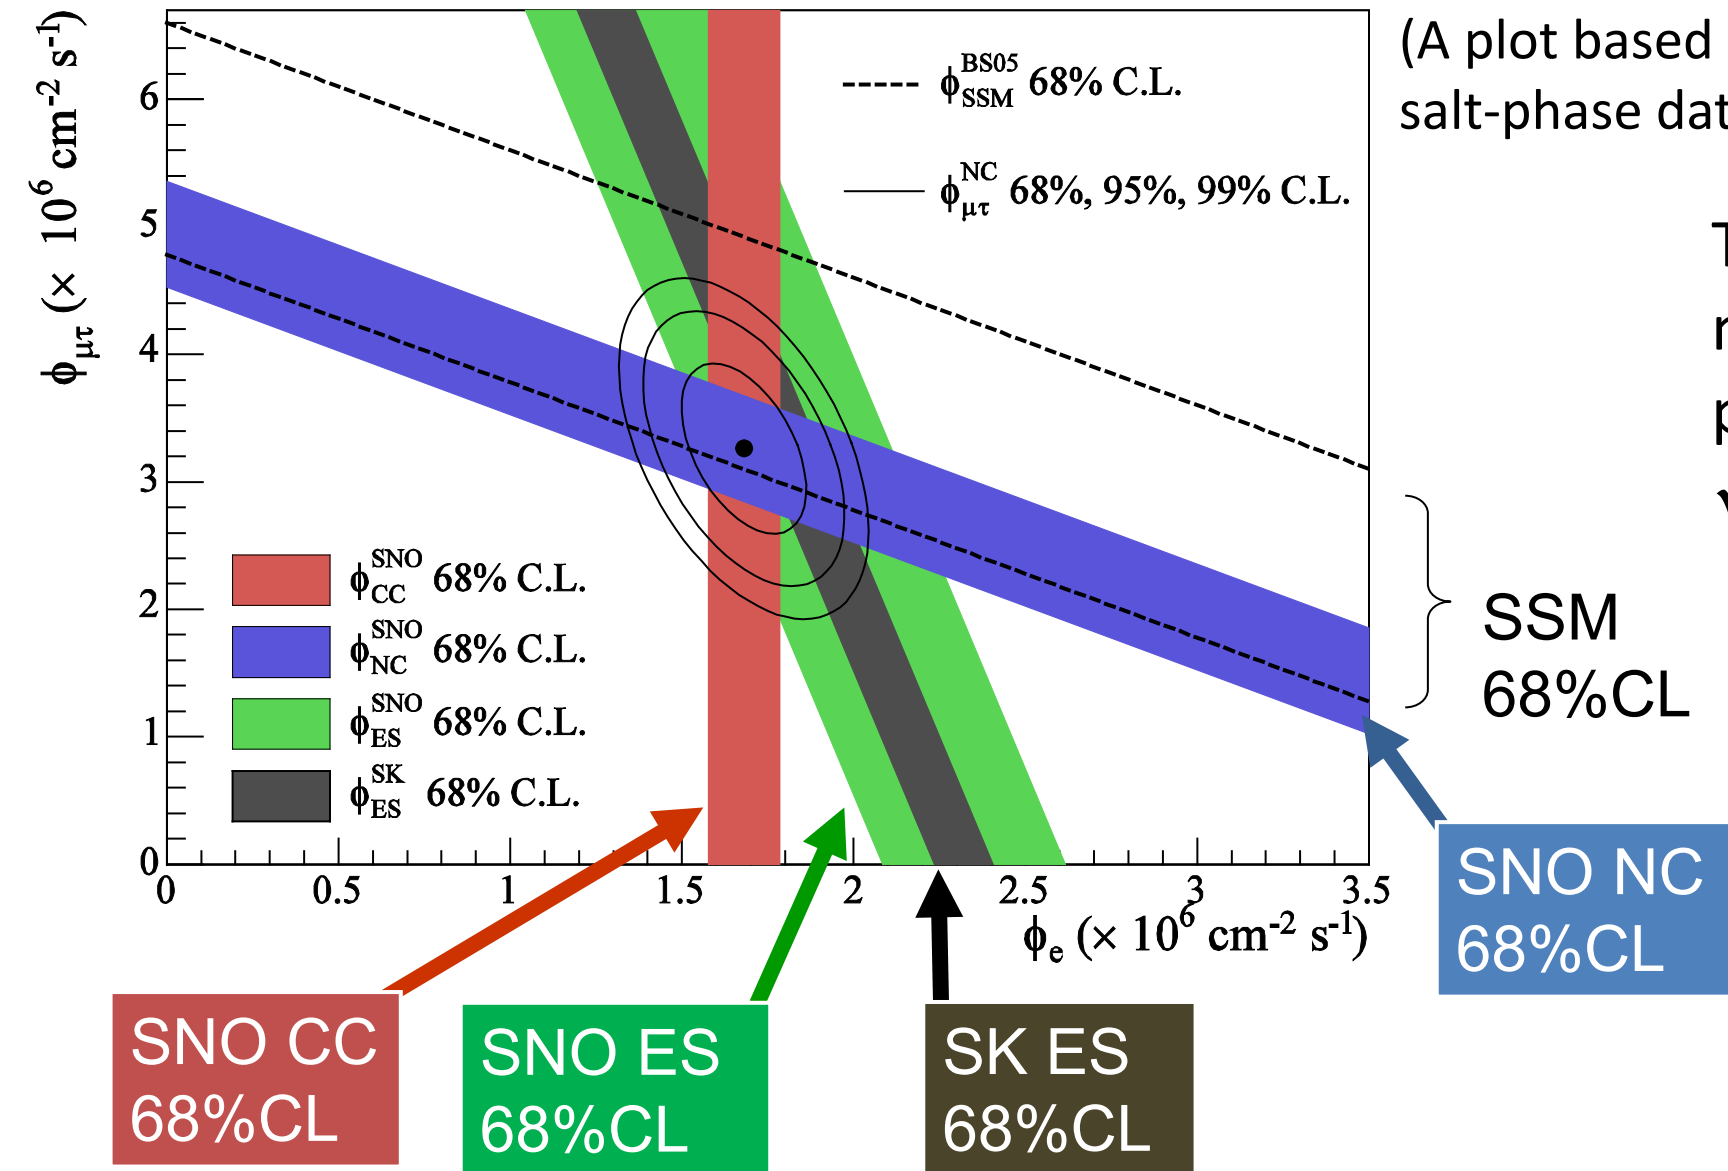 (A plot based
salt-phase dat
ϕ_SSM^BS05 68% C.L.
ϕ_μτ^NC 68%, 95%, 99% C.L.
ϕ_μτ (× 10^6 cm^-2 s^-1)
6
5
4
3
2
1
0
ϕ_CC^SNO 68% C.L.
ϕ_NC^SNO 68% C.L.
ϕ_ES^SNO 68% C.L.
ϕ_ES^SK 68% C.L.
0 0.5 1 1.5 2 2.5 3 3.5
ϕ_e (× 10^6 cm^-2 s^-1)
SSM
68%CL
SNO NC
68%CL
SNO CC
68%CL
SNO ES
68%CL
SK ES
68%CL